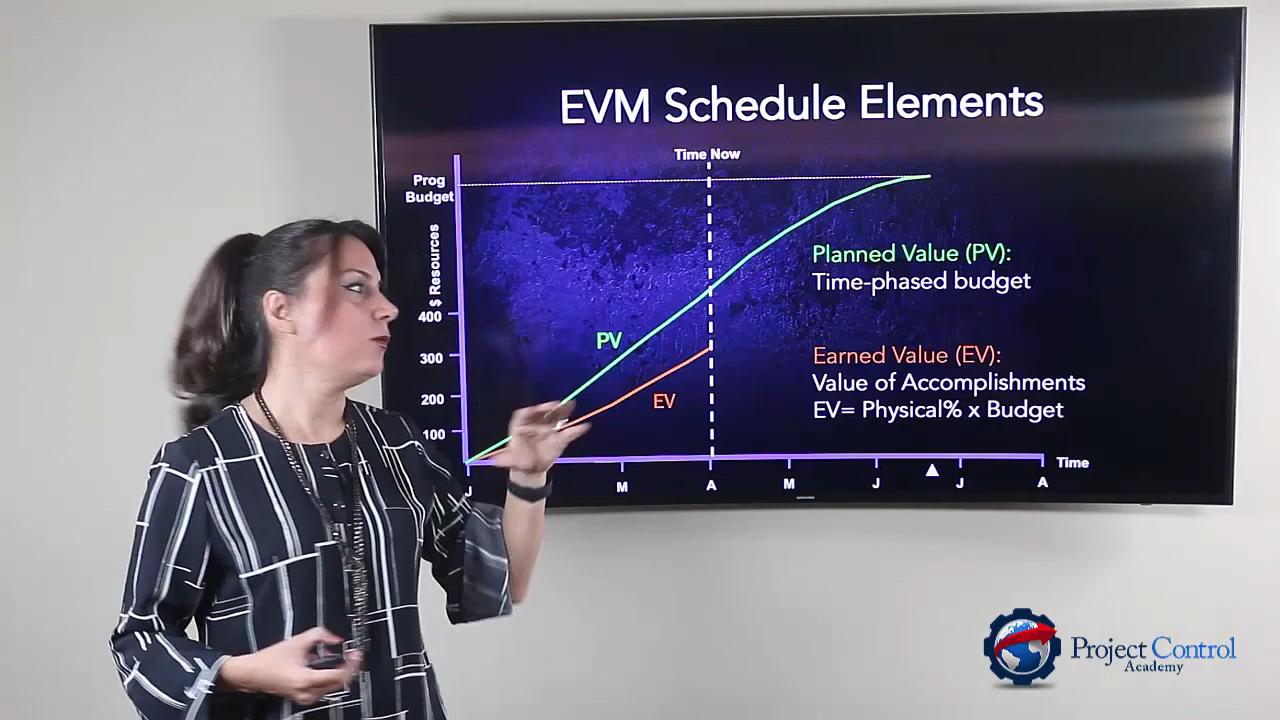 EVM Schedule Elements
Time Now
Prog
Budget
$ Resources
400
300
200
100
PV
EV
Planned Value (PV):
Time-phased budget
Earned Value (EV):
Value of Accomplishments
EV= Physical% x Budget
Time
J
M
A
M
J
J
A
SAMSUNG
Project Control
Academy